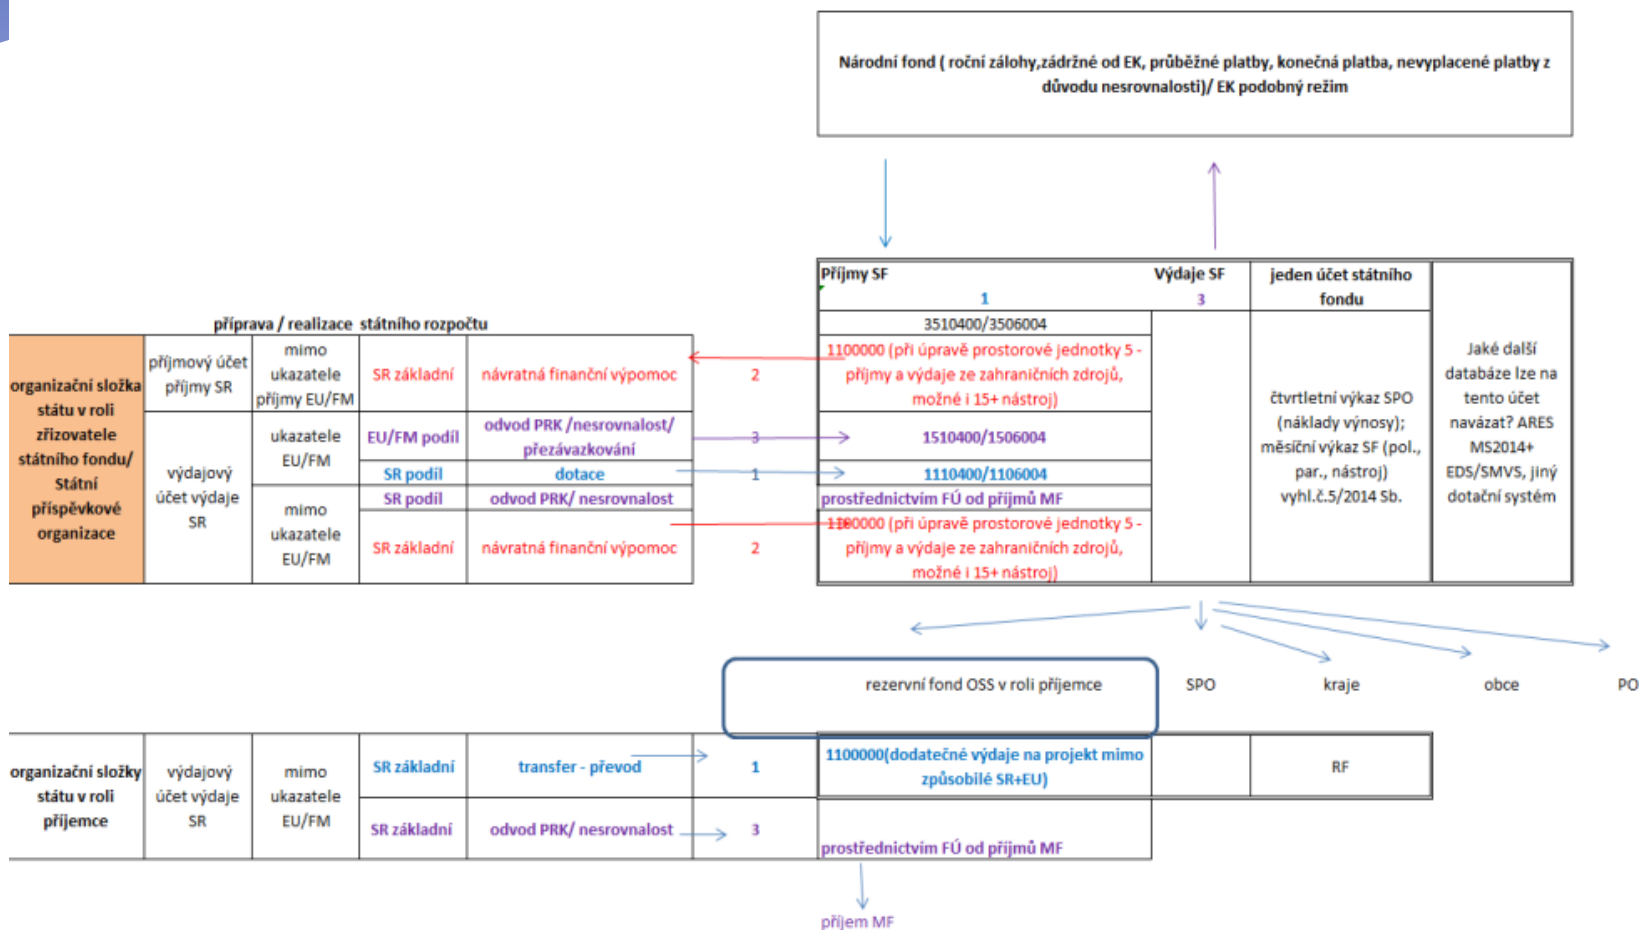 Národní fond ( roční zálohy,zádržné od EK, průběžné platby, konečná platba, nevyplacené platby z
důvodu nesrovnalosti)/ EK podobný režim
Příjmy SF
1
Výdaje SF
3
jeden účet státního
fondu
příprava / realizace státního rozpočtu
3510400/3506004
organizační složka
státu v roli
zřizovatele
státního fondu/
Státní
příspěvkové
organizace
příjmový účet
příjmy SR
mimo
ukazatele
příjmy EU/FM
SR základní
návratná finanční výpomoc
2
1100000 (při úpravě prostorové jednotky 5 -
příjmy a výdaje ze zahraničních zdrojů,
možné i 15+ nástroj)
výdajový
účet výdaje
SR
ukazatele
EU/FM
EU/FM podíl
odvod PRK /nesrovnalost/
přezávazkování
3
1510400/1506004
SR podíl
dotace
1
1110400/1106004
mimo
ukazatele
EU/FM
SR podíl
odvod PRK/ nesrovnalost
prostřednictvím FÚ od příjmů MF
SR základní
návratná finanční výpomoc
2
1100000 (při úpravě prostorové jednotky 5 -
příjmy a výdaje ze zahraničních zdrojů,
možné i 15+ nástroj)
čtvrtletní výkaz SPO
(náklady výnosy);
měsíční výkaz SF (pol.,
par., nástroj)
vyhl.č.5/2014 Sb.
Jaké další
databáze lze na
tento účet
navázat? ARES
MS2014+
EDS/SMVS, jiný
dotační systém
rezervní fond OSS v roli příjemce
SPO
kraje
obce
PO
organizační složky
státu v roli
příjemce
výdajový
účet výdaje
SR
mimo
ukazatele
EU/FM
SR základní
transfer - převod
1
1100000(dodatečné výdaje na projekt mimo
způsobilé SR+EU)
RF
SR základní
odvod PRK/ nesrovnalost
3
prostřednictvím FÚ od příjmů MF
příjem MF